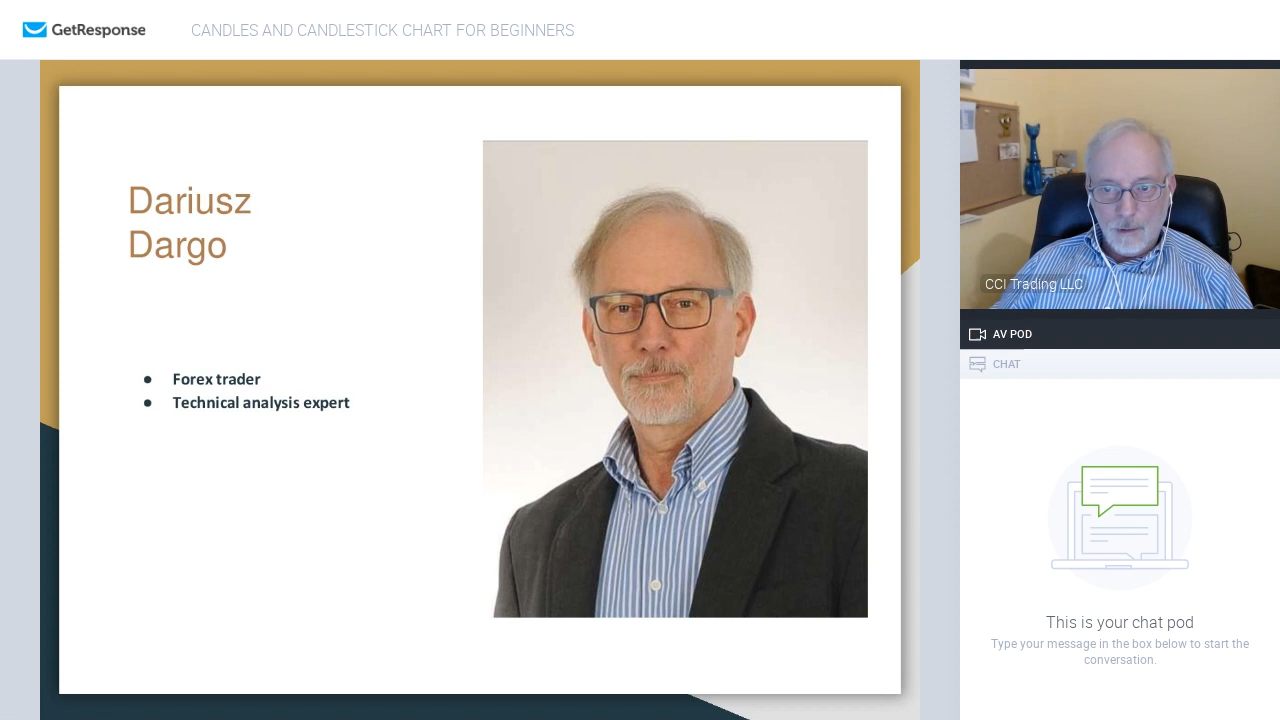 GetResponse
CANDLES AND CANDLESTICK CHART FOR BEGINNERS
Dariusz
Dargo
● Forex trader
● Technical analysis expert
CCI Trading LLC
AV POD
CHAT
This is your chat pod
Type your message in the box below to start the
conversation.